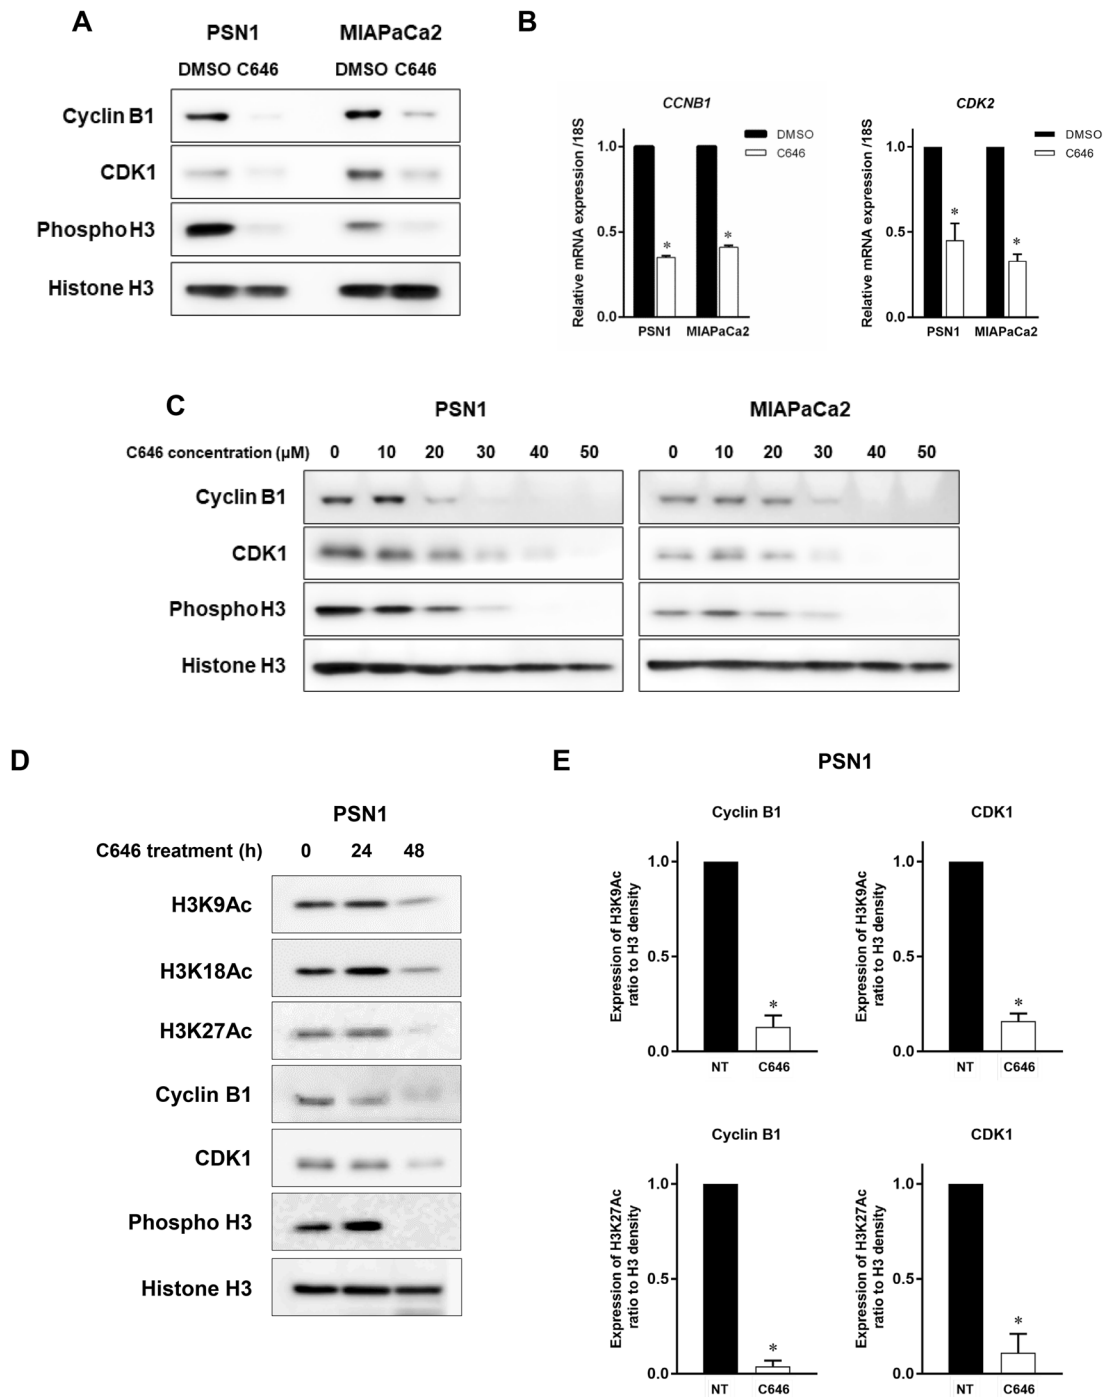 A
PSN1 MIAPaCa2
DMSO C646 DMSO C646
Cyclin B1
CDK1
Phospho H3
Histone H3
B
CCNB1
Relative mRNA expression /18S
1.0
0.5
0.0
* *
PSN1 MIAPaCa2
DMSO
C646
CDK2
Relative mRNA expression /18S
1.0
0.5
0.0
* *
PSN1 MIAPaCa2
DMSO
C646
C
PSN1 MIAPaCa2
C646 concentration (µM) 0 10 20 30 40 50 0 10 20 30 40 50
Cyclin B1
CDK1
Phospho H3
Histone H3
D
PSN1
C646 treatment (h) 0 24 48
H3K9Ac
H3K18Ac
H3K27Ac
Cyclin B1
CDK1
Phospho H3
Histone H3
E
PSN1
Cyclin B1
Expression of H3K9Ac
ratio to H3 density
1.0
0.5
0.0
*
NT C646
CDK1
Expression of H3K9Ac
ratio to H3 density
1.0
0.5
0.0
*
NT C646
Cyclin B1
Expression of H3K27Ac
ratio to H3 density
1.0
0.5
0.0
*
NT C646
CDK1
Expression of H3K27Ac
ratio to H3 density
1.0
0.5
0.0
*
NT C646